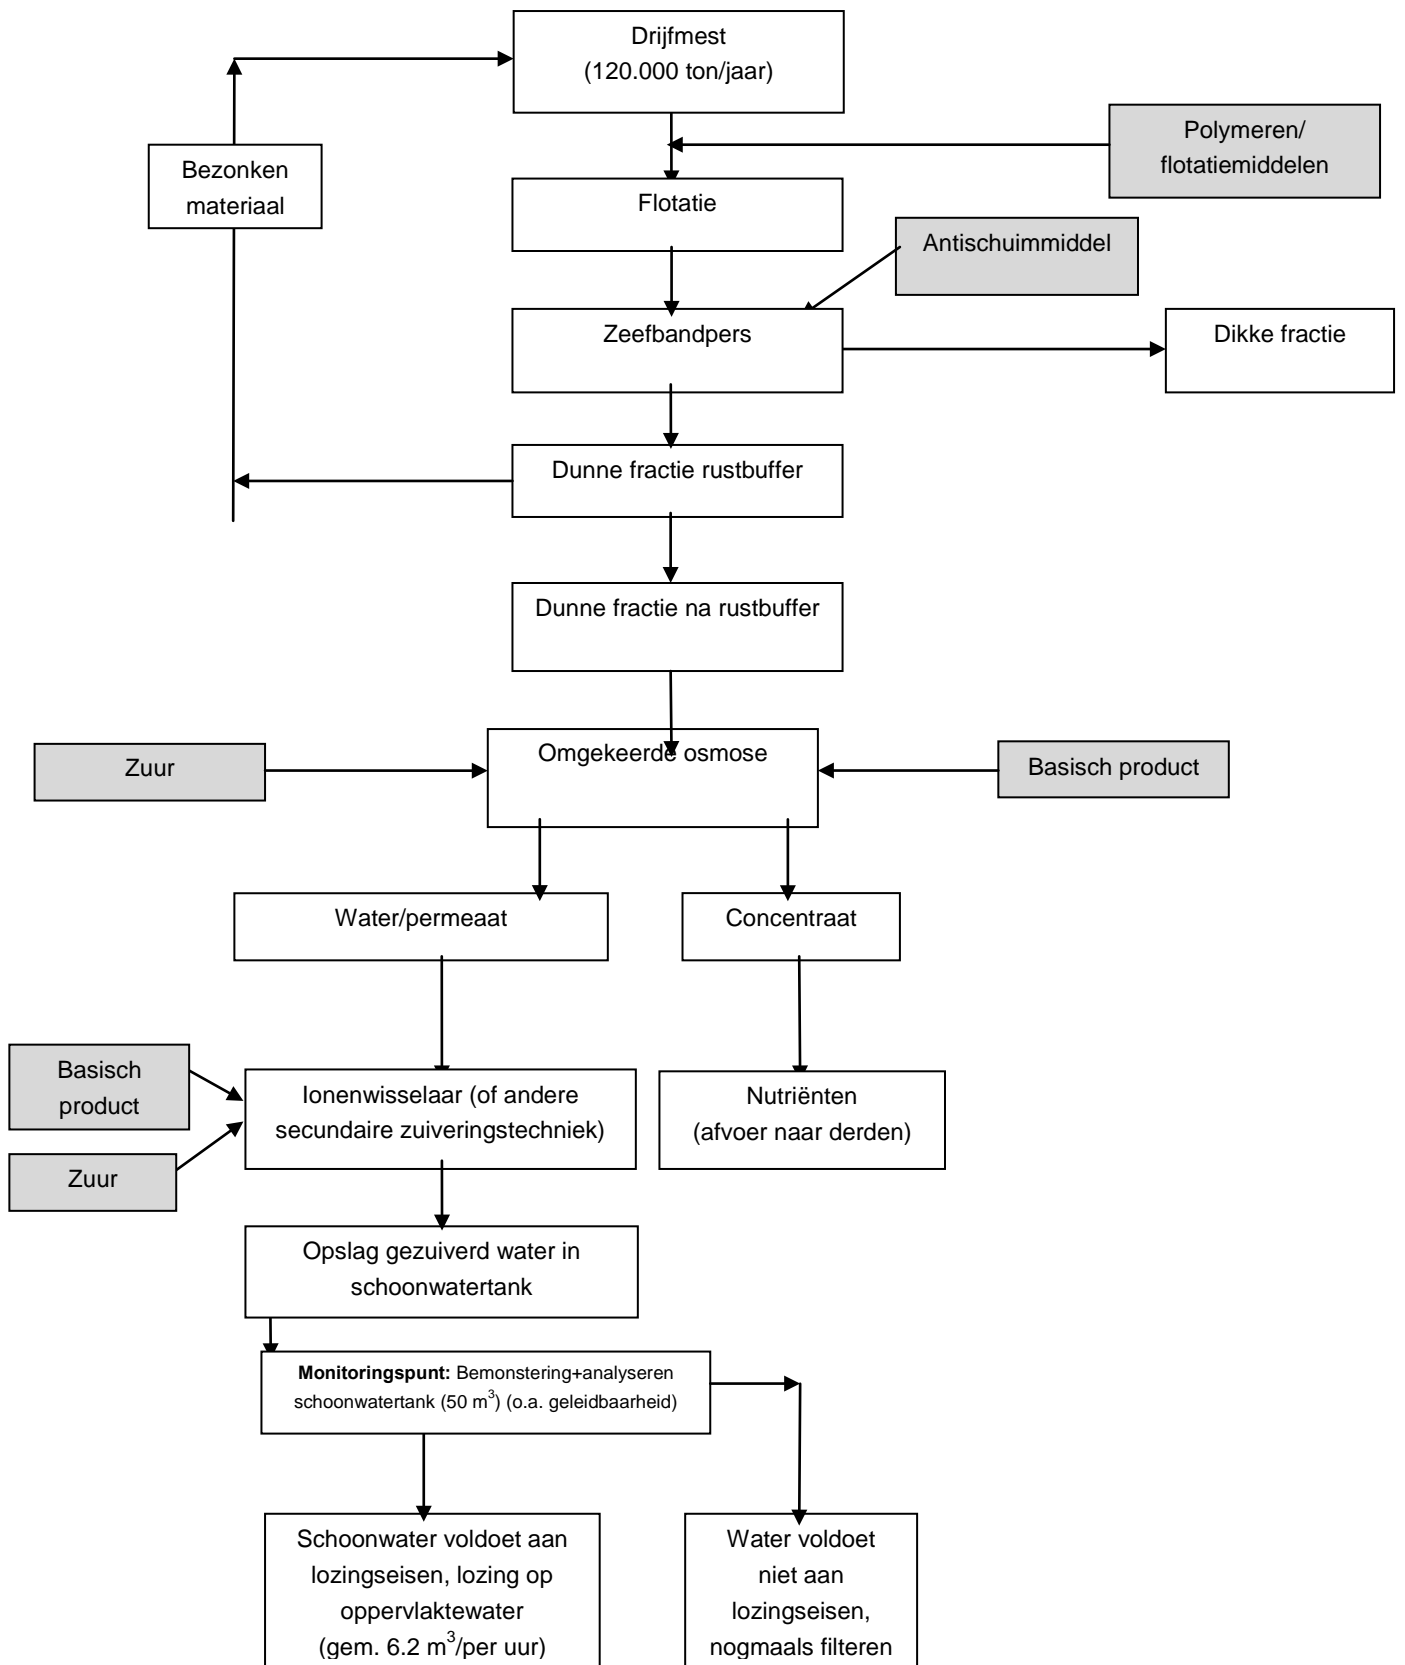 Drijfmest
(120.000 ton/jaar)
Polymeren/
flotatiemiddelen
Bezonken
materiaal
Flotatie
Antischuimmiddel
Zeefbandpers
Dikke fractie
Dunne fractie rustbuffer
Dunne fractie na rustbuffer
Zuur
Omgekeerde osmose
Basisch product
Water/permeaat
Concentraat
Basisch
product
Ionenwisselaar (of andere
secundaire zuiveringstechniek)
Nutriënten
(afvoer naar derden)
Zuur
Opslag gezuiverd water in
schoonwatertank
Monitoringspunt: Bemonstering+analyseren
schoonwatertank (50 m³) (o.a. geleidbaarheid)
Schoonwater voldoet aan
lozingseisen, lozing op
oppervlaktewater
(gem. 6.2 m³/per uur)
Water voldoet
niet aan
lozingseisen,
nogmaals filteren